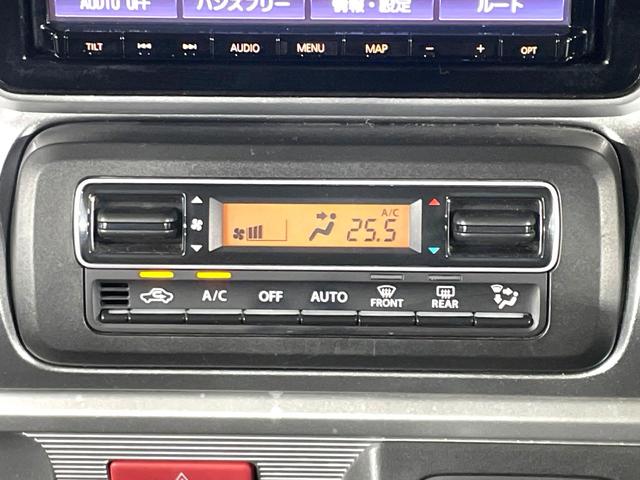 AUTO OFF ハンズフリー 情報・設定 ルート
TILT AUDIO MENU MAP − + OPT
A/C
25.5
A/C OFF AUTO FRONT REAR